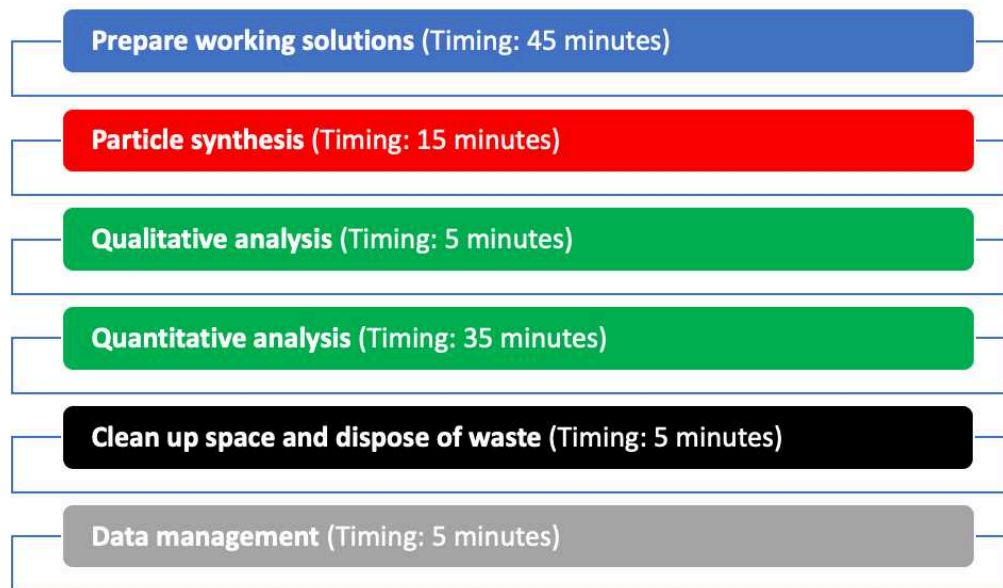 Prepare working solutions (Timing: 45 minutes)
Particle synthesis (Timing: 15 minutes)
Qualitative analysis (Timing: 5 minutes)
Quantitative analysis (Timing: 35 minutes)
Clean up space and dispose of waste (Timing: 5 minutes)
Data management (Timing: 5 minutes)